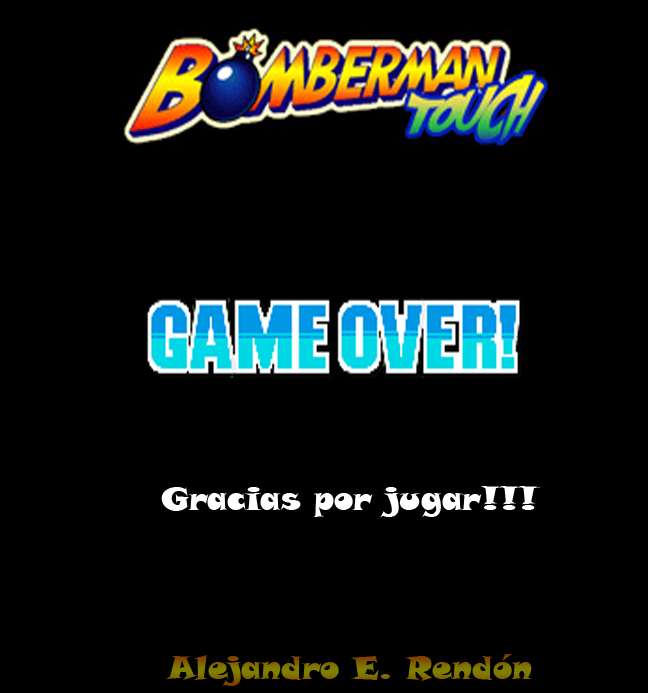 BOMBERMAN
TOUCH
GAME OVER!
Gracias por jugar!!!
Alejandro E. Rendón